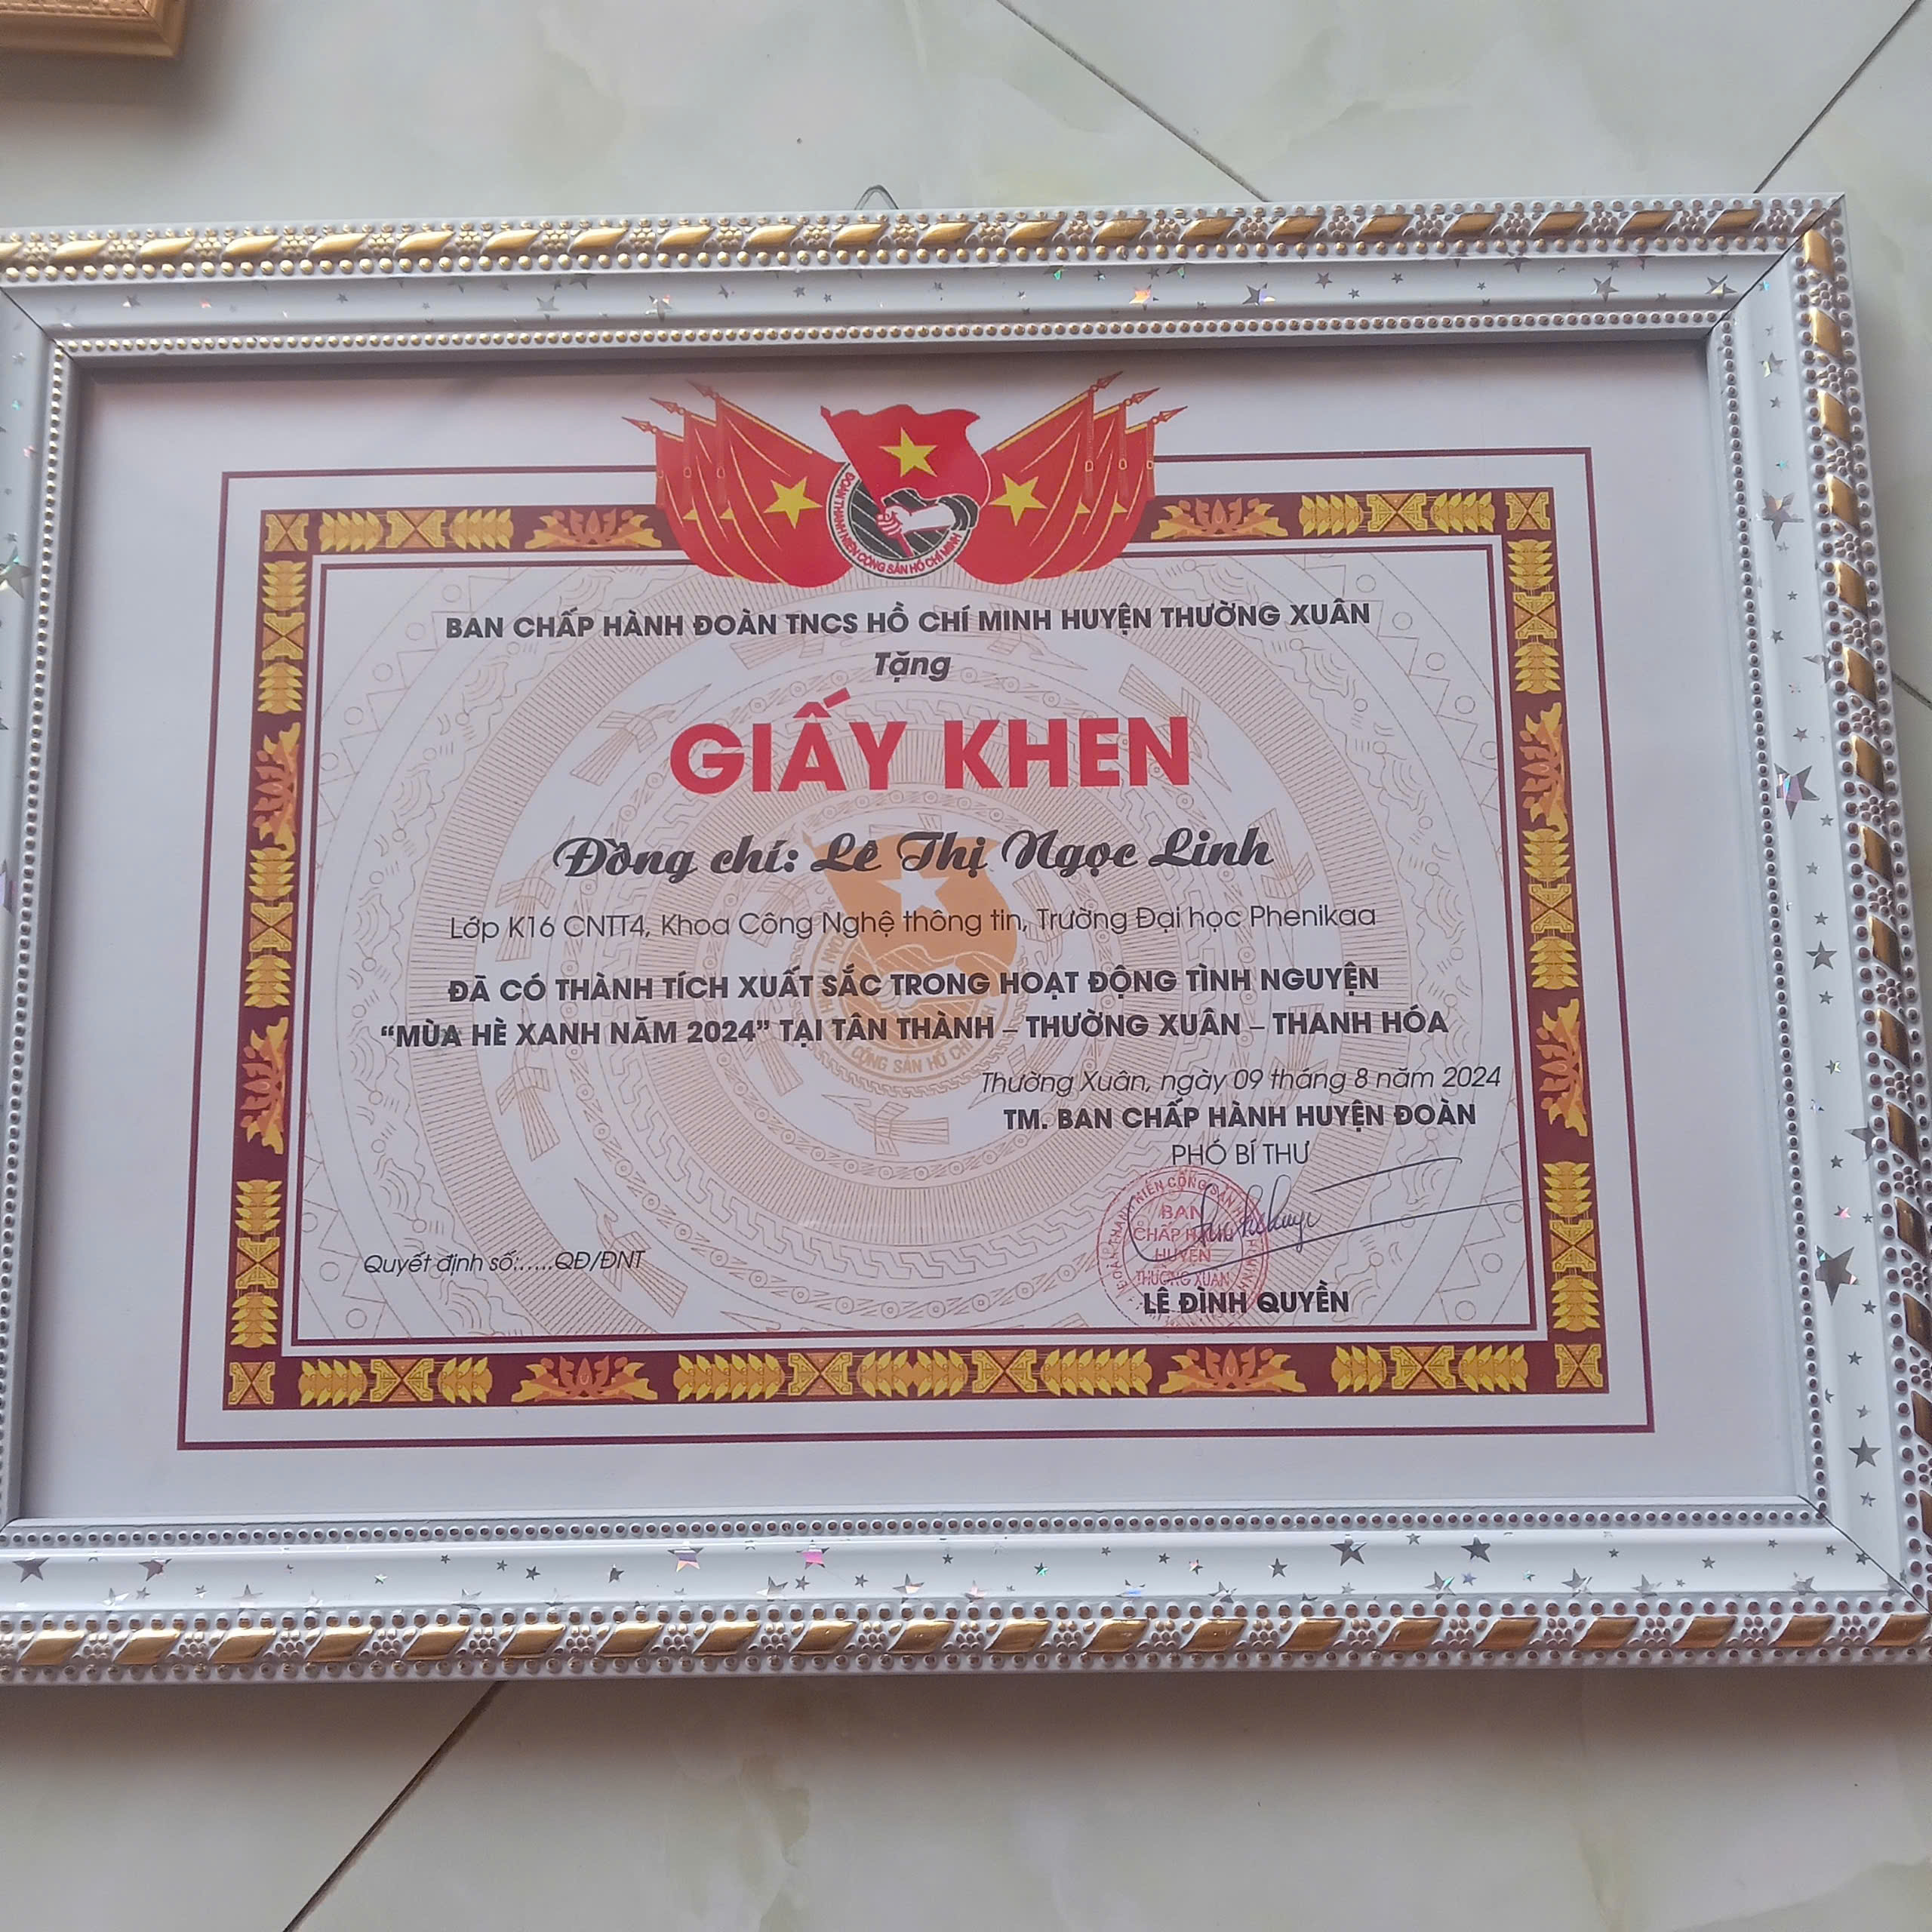 ĐOÀN THANH NIÊN CỘNG SẢN HỒ CHÍ MINH
BAN CHẤP HÀNH ĐOÀN TNCS HỒ CHÍ MINH HUYỆN THƯỜNG XUÂN
Tặng
GIẤY KHEN
Đồng chí: Lê Thị Ngọc Linh
Lớp K16 CNTT4, Khoa Công Nghệ thông tin, Trường Đại học Phenikaa
ĐÃ CÓ THÀNH TÍCH XUẤT SẮC TRONG HOẠT ĐỘNG TÌNH NGUYỆN
“MÙA HÈ XANH NĂM 2024” TẠI TÂN THÀNH – THƯỜNG XUÂN – THANH HÓA
CỘNG SẢN HỒ
Thường Xuân, ngày 09 tháng 8 năm 2024
TM. BAN CHẤP HÀNH HUYỆN ĐOÀN
PHÓ BÍ THƯ
NIÊN CỘNG SẢN
BAN
CHẤP
HUYỆN
THƯỜNG XUÂN
Quyết định số:......QĐ/ĐNT
LÊ ĐÌNH QUYỀN